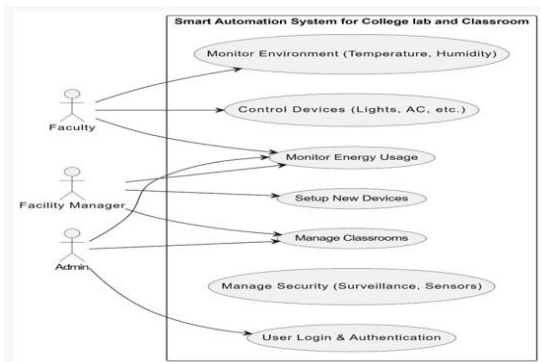 Smart Automation System for College lab and Classroom
Monitor Environment (Temperature, Humidity)
Control Devices (Lights, AC, etc.)
Faculty
Monitor Energy Usage
Facility Manager
Setup New Devices
Manage Classrooms
Admin
Manage Security (Surveillance, Sensors)
User Login & Authentication